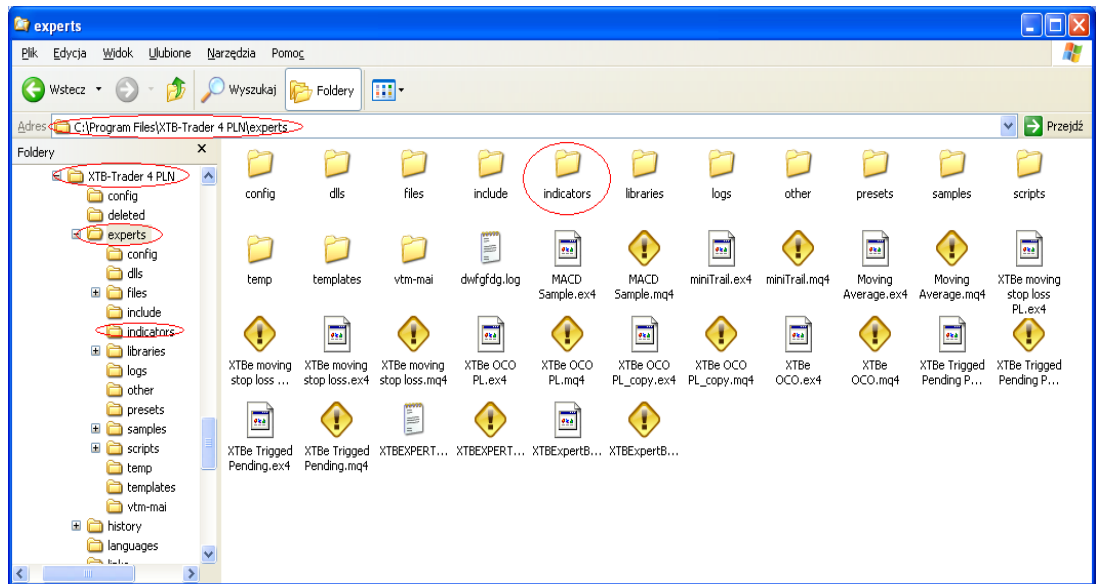 experts
Plik Edycja Widok Ulubione Narzędzia Pomoc
Wstecz Wyszukaj Foldery
Adres C:\Program Files\XTB-Trader 4 PLN\experts Przejdź
Foldery x
XTB-Trader 4 PLN
config
deleted
experts
config
dlls
files
include
indicators
libraries
logs
other
presets
samples
scripts
temp
templates
vtm-mai
history
languages
links
config dlls files include indicators libraries logs other presets samples scripts
temp templates vtm-mai dwfgfdg.log MACD Sample.ex4 MACD Sample.mq4 miniTrail.ex4 miniTrail.mq4 Moving Average.ex4 Moving Average.mq4 XTBe moving stop loss PL.ex4
XTBe moving stop loss ... XTBe moving stop loss.ex4 XTBe moving stop loss.mq4 XTBe OCO PL.ex4 XTBe OCO PL.mq4 XTBe OCO PL_copy.ex4 XTBe OCO PL_copy.mq4 XTBe OCO.ex4 XTBe OCO.mq4 XTBe Trigged Pending P... XTBe Trigged Pending P...
XTBe Trigged Pending.ex4 XTBe Trigged Pending.mq4 XTBEXPERT... XTBEXPERT... XTBExpertB... XTBExpertB...